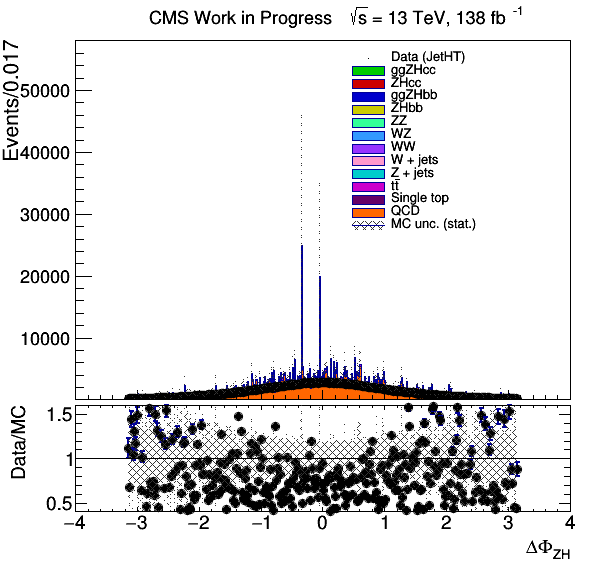 CMS Work in Progress √s = 13 TeV, 138 fb⁻¹
Events/0.017
50000
40000
30000
20000
10000
Data (JetHT)
ggZHcc
ZHcc
ggZHbb
ZHbb
ZZ
WZ
WW
W + jets
Z + jets
tt̄
Single top
QCD
MC unc. (stat.)
Data/MC
1.5
1
0.5
−4 −3 −2 −1 0 1 2 3 4
ΔΦ_ZH